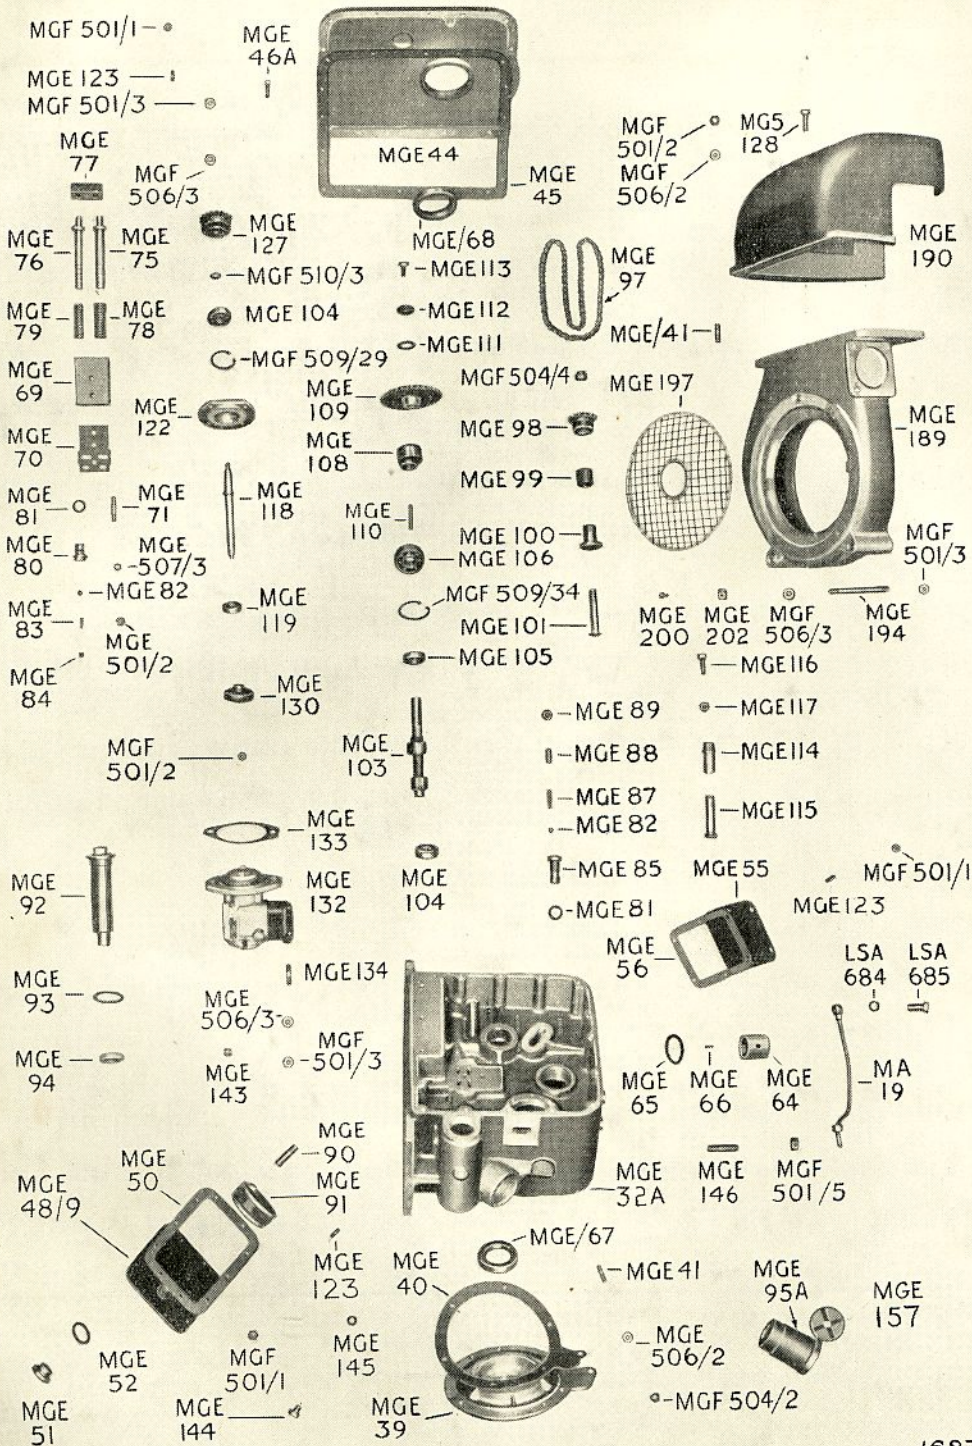 MGF 501/1
MGE
46A
MGE 123
MGF 501/3
MGE
77
MGF
506/3
MGE 44
MGE
45
MGF
501/2
MG5
128
MGF
506/2
MGE
76
MGE
75
MGE
127
MGE/68
MGE
97
MGE
190
MGF 510/3
MGE 113
MGE
79
MGE
78
MGE 104
MGE 112
MGE/41
MGF 509/29
MGE 111
MGE
69
MGE
109
MGF 504/4
MGE 197
MGE
122
MGE
189
MGE 98
MGE
70
MGE
108
MGE 99
MGE
81
MGE
71
MGE
118
MGE
110
MGE 100
MGF
501/3
MGE
80
MGE
507/3
MGE 106
MGE 82
MGF 509/34
MGE
83
MGE
501/2
MGE
119
MGE 101
MGE
200
MGE
202
MGF
506/3
MGE
194
MGE
84
MGE 105
MGE 116
MGE
130
MGE 89
MGE 117
MGF
501/2
MGE
103
MGE 88
MGE 114
MGE 87
MGE 115
MGE
133
MGE 82
MGE
92
MGE
132
MGE
104
MGE 85
MGE 55
MGF 501/1
MGE 123
MGE 81
MGE
56
LSA
684
LSA
685
MGE
93
MGE
506/3
MGE 134
MGF
501/3
MGE
94
MGE
143
MGE
65
MGE
66
MGE
64
MA
19
MGE
90
MGE
50
MGE
48/9
MGE
91
MGE
32A
MGE
146
MGF
501/5
MGE/67
MGE
123
MGE
40
MGE 41
MGE
95A
MGE
157
MGE
52
MGF
501/1
MGE
145
MGE
506/2
MGE
51
MGE
144
MGE
39
MGF 504/2